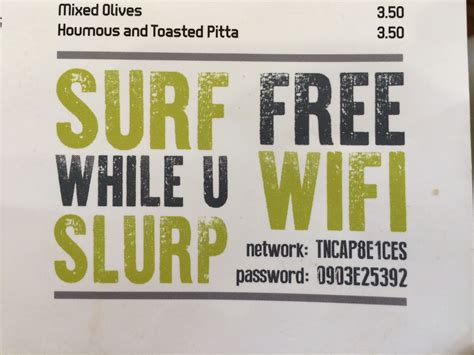 Mixed Olives 3.50
Houmous and Toasted Pitta 3.50
SURF
WHILE U
SLURP
FREE
WIFI
network: TNCAP8E1CES
password: 0903E25392